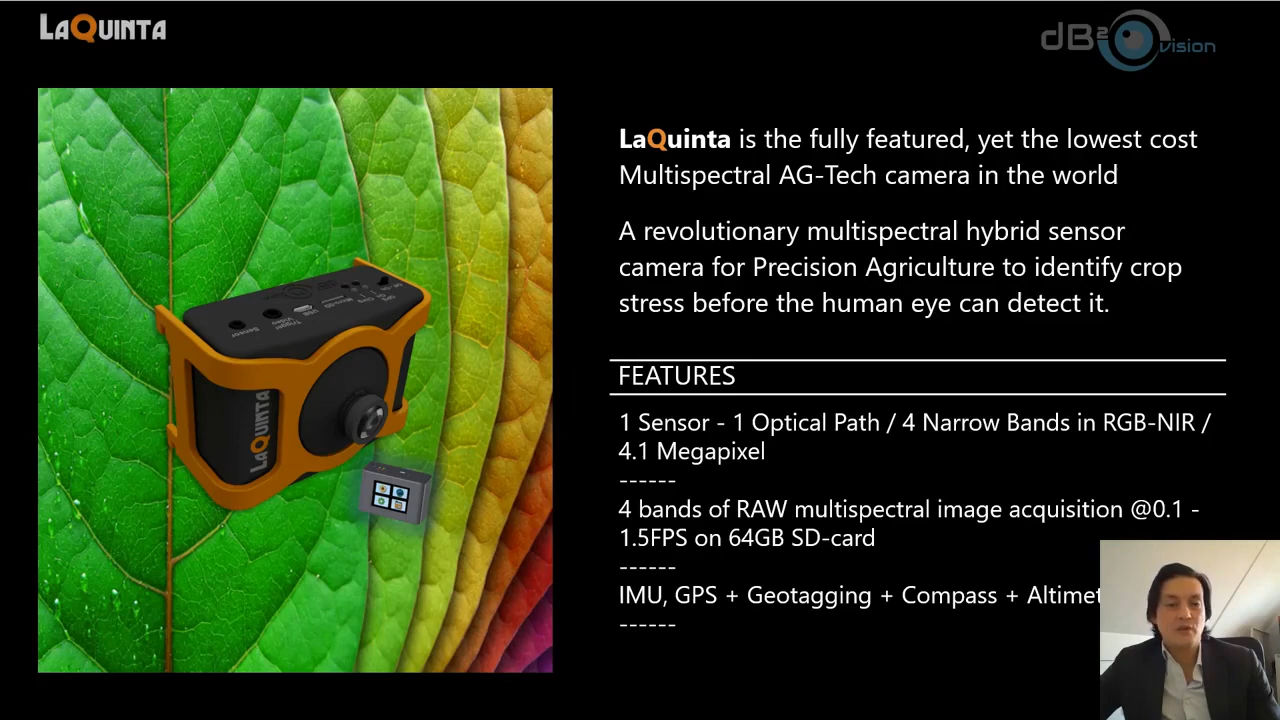 LAQUINTA
dB² vision
LaQuinta is the fully featured, yet the lowest cost
Multispectral AG-Tech camera in the world
A revolutionary multispectral hybrid sensor
camera for Precision Agriculture to identify crop
stress before the human eye can detect it.
FEATURES
1 Sensor - 1 Optical Path / 4 Narrow Bands in RGB-NIR /
4.1 Megapixel
------
4 bands of RAW multispectral image acquisition @0.1 -
1.5FPS on 64GB SD-card
------
IMU, GPS + Geotagging + Compass + Altimet
------
Sensor
Trigger
Video
USB
LAQUINTA